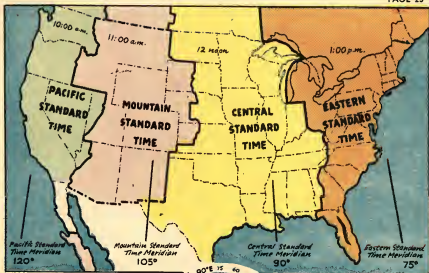 PAGE 23
10:00 a.m.
11:00 a.m.
12 noon
1:00 p.m.
PACIFIC
STANDARD
TIME
MOUNTAIN
STANDARD
TIME
CENTRAL
STANDARD
TIME
EASTERN
STANDARD
TIME
Pacific Standard
Time Meridian
120°
Mountain Standard
Time Meridian
105°
Central Standard
Time Meridian
90°
Eastern Standard
Time Meridian
75°